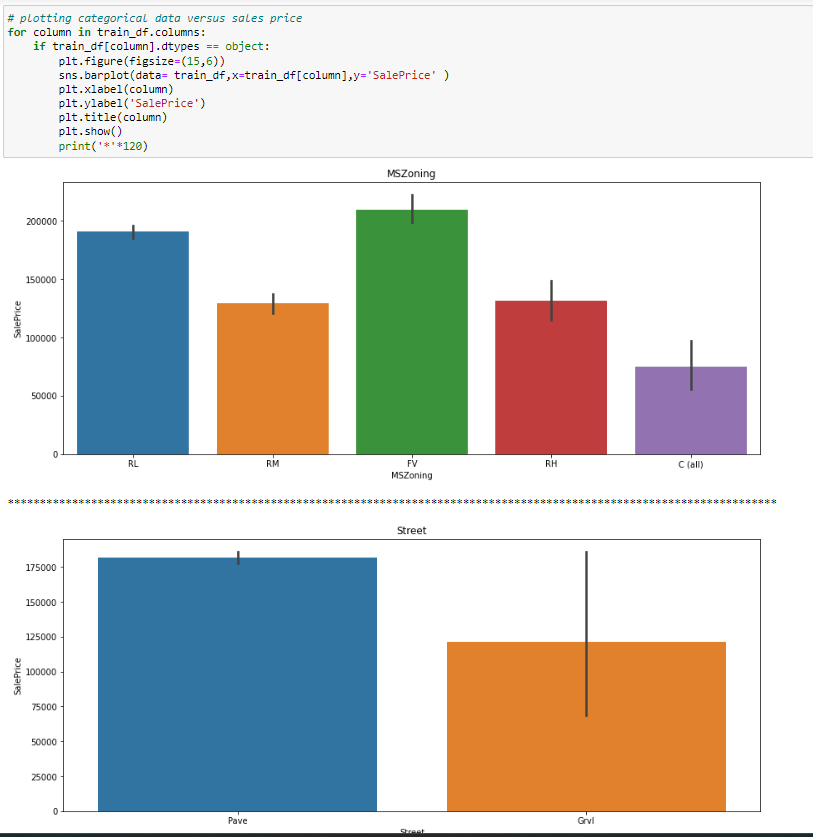 # plotting categorical data versus sales price
for column in train_df.columns:
    if train_df[column].dtypes == object:
        plt.figure(figsize=(15,6))
        sns.barplot(data= train_df,x=train_df[column],y='SalePrice' )
        plt.xlabel(column)
        plt.ylabel('SalePrice')
        plt.title(column)
        plt.show()
        print('*'*120)
MSZoning
200000
150000
100000
50000
0
SalePrice
RL RM FV RH C (all)
MSZoning
************************************************************************************************************************
Street
175000
150000
125000
100000
75000
50000
25000
0
SalePrice
Pave Grvl
Street